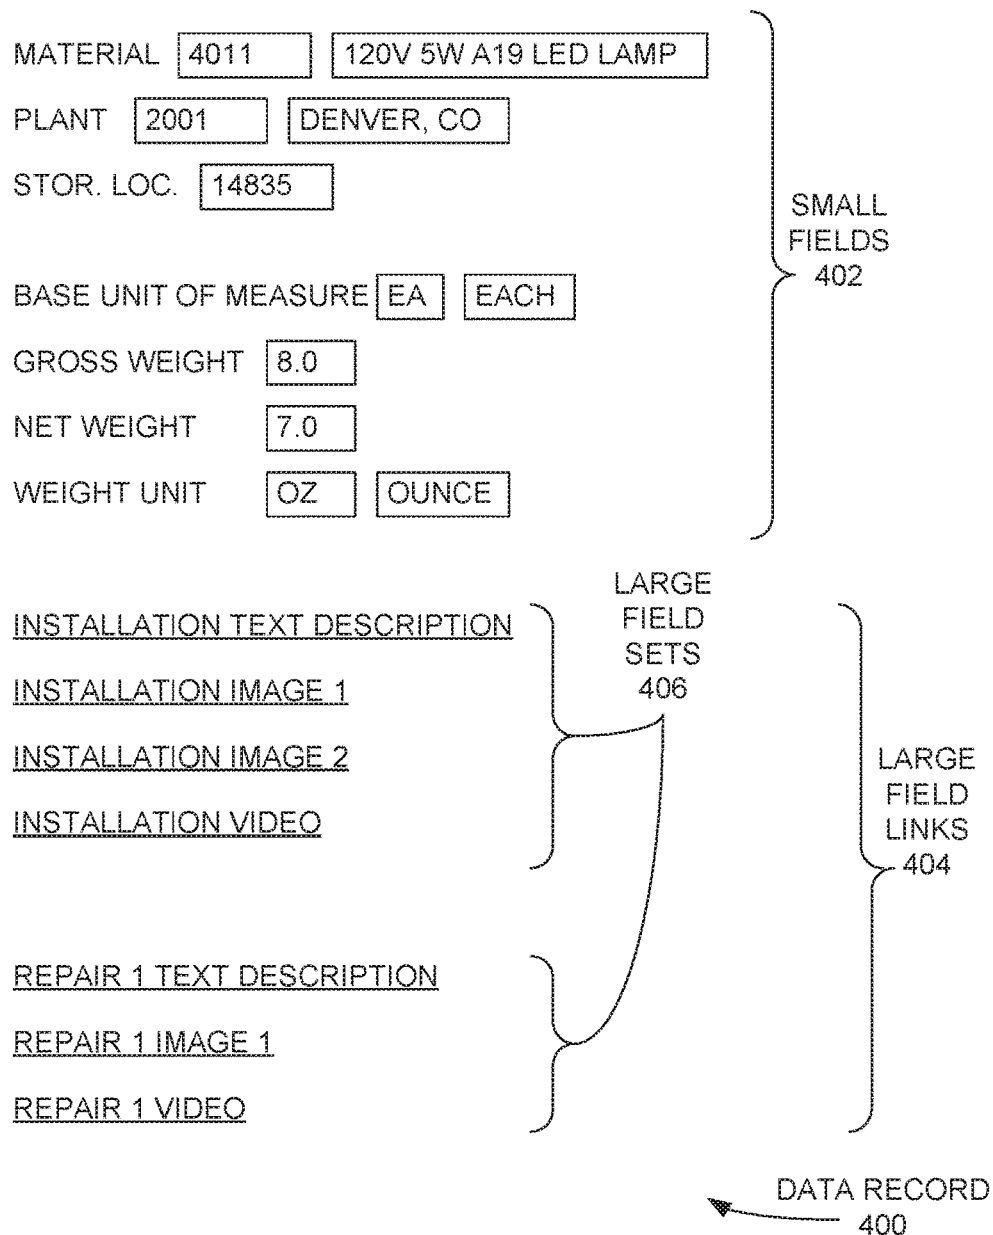 MATERIAL 4011 120V 5W A19 LED LAMP
PLANT 2001 DENVER, CO
STOR. LOC. 14835
SMALL
FIELDS
402
BASE UNIT OF MEASURE EA EACH
GROSS WEIGHT 8.0
NET WEIGHT 7.0
WEIGHT UNIT OZ OUNCE
LARGE
FIELD
SETS
406
INSTALLATION TEXT DESCRIPTION
INSTALLATION IMAGE 1
INSTALLATION IMAGE 2
INSTALLATION VIDEO
LARGE
FIELD
LINKS
404
REPAIR 1 TEXT DESCRIPTION
REPAIR 1 IMAGE 1
REPAIR 1 VIDEO
DATA RECORD
400